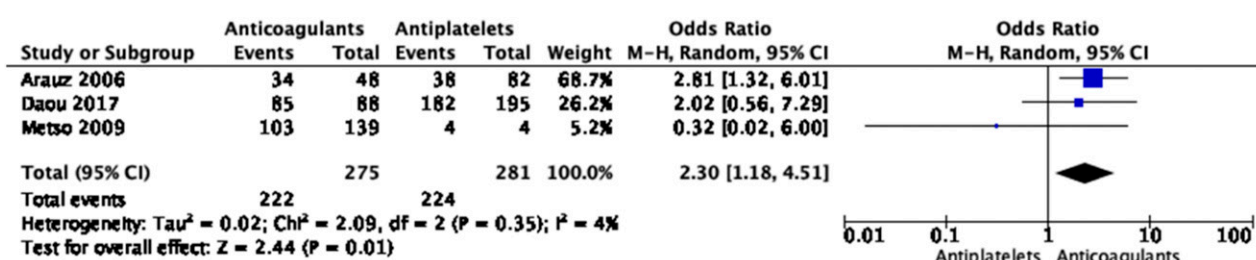 Anticoagulants Antiplatelets Odds Ratio Odds Ratio
Study or Subgroup Events Total Events Total Weight M-H, Random, 95% CI M-H, Random, 95% CI
Arauz 2006 34 48 38 82 68.7% 2.81 [1.32, 6.01]
Daou 2017 85 88 182 195 26.2% 2.02 [0.56, 7.29]
Metso 2009 103 139 4 4 5.2% 0.32 [0.02, 6.00]
Total (95% CI) 275 281 100.0% 2.30 [1.18, 4.51]
Total events 222 224
Heterogeneity: Tau² = 0.02; Chi² = 2.09, df = 2 (P = 0.35); I² = 4%
Test for overall effect: Z = 2.44 (P = 0.01)
0.01 0.1 1 10 100
Antiplatelets Anticoagulants